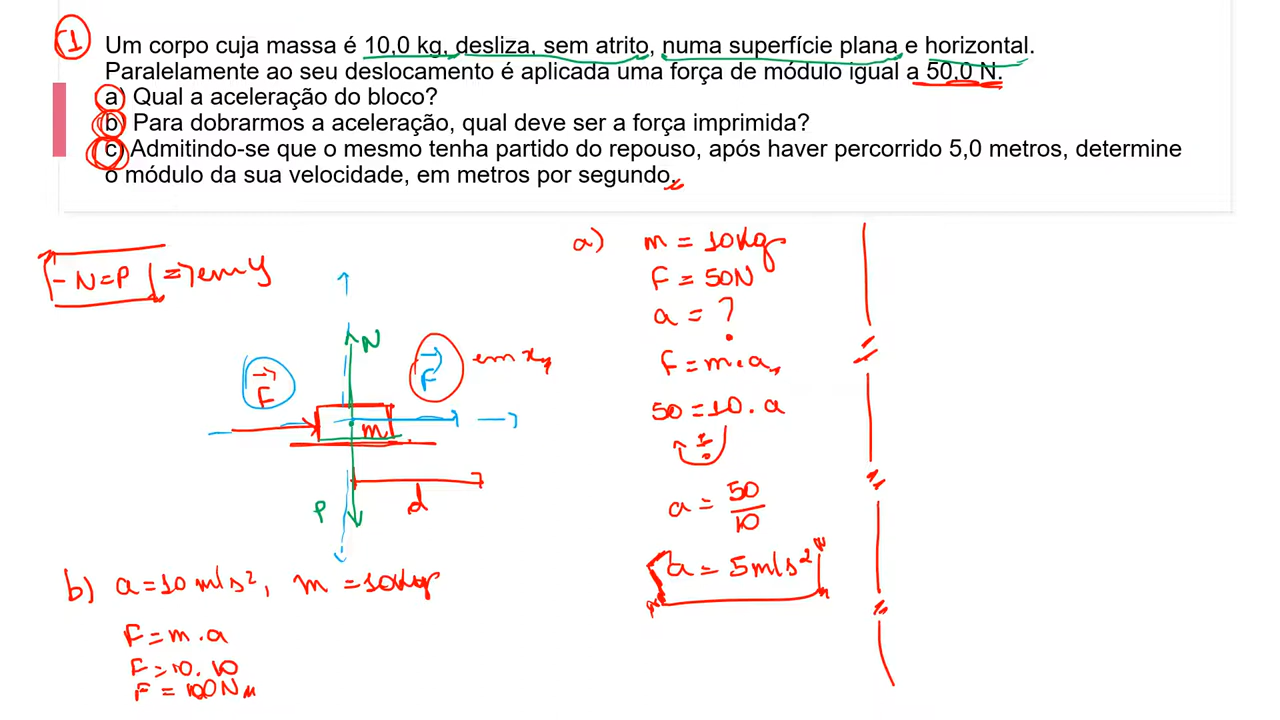 1 Um corpo cuja massa é 10,0 kg, desliza, sem atrito, numa superfície plana e horizontal.
Paralelamente ao seu deslocamento é aplicada uma força de módulo igual a 50,0 N.
a) Qual a aceleração do bloco?
b) Para dobrarmos a aceleração, qual deve ser a força imprimida?
c) Admitindo-se que o mesmo tenha partido do repouso, após haver percorrido 5,0 metros, determine
o módulo da sua velocidade, em metros por segundo.
- N=P => em y
N
F
F
em x
m
P
d
b) a=10 m/s², m=10Kg
F=m.a
F=10.10
F=100N
a) m=10Kg
F=50N
a=?
F=m.a
50=10.a
÷
a=50/10
a=5m/s²